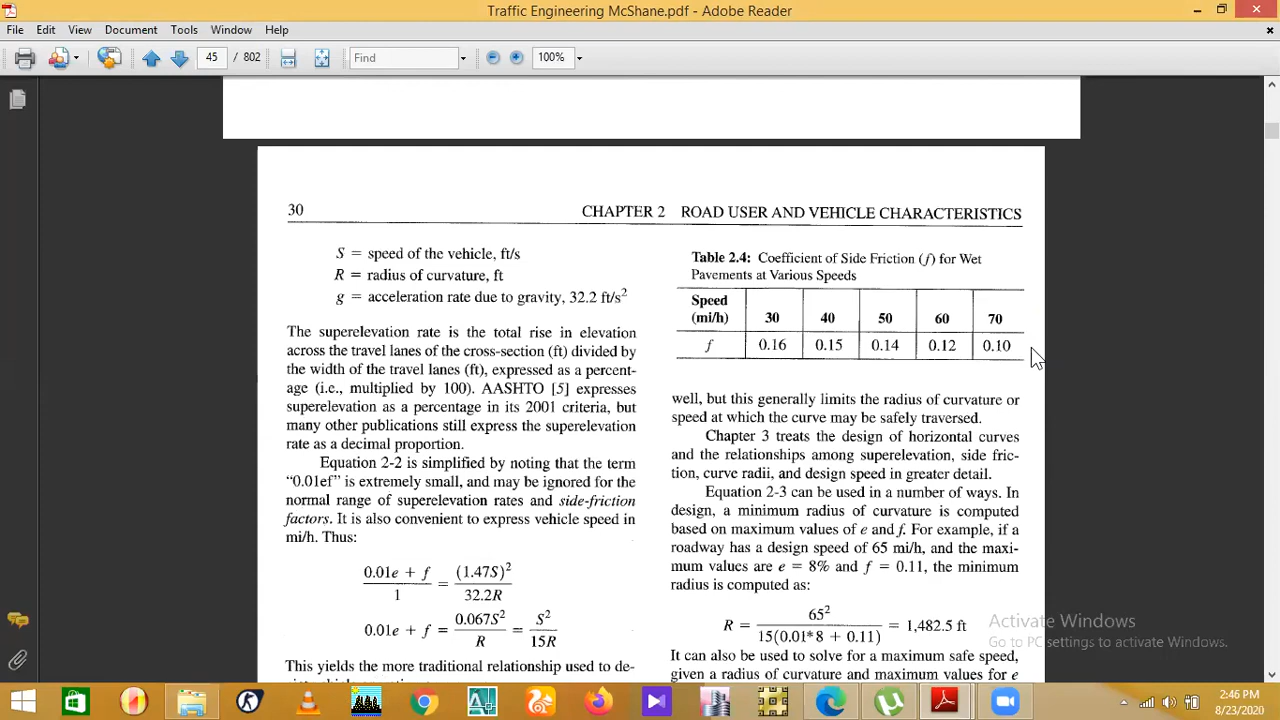 Traffic Engineering McShane.pdf - Adobe Reader
File Edit View Document Tools Window Help
45 / 802 Find 100%
30 CHAPTER 2 ROAD USER AND VEHICLE CHARACTERISTICS
S = speed of the vehicle, ft/s
R = radius of curvature, ft
g = acceleration rate due to gravity, 32.2 ft/s²
The superelevation rate is the total rise in elevation
across the travel lanes of the cross-section (ft) divided by
the width of the travel lanes (ft), expressed as a percent-
age (i.e., multiplied by 100). AASHTO [5] expresses
superelevation as a percentage in its 2001 criteria, but
many other publications still express the superelevation
rate as a decimal proportion.
Equation 2-2 is simplified by noting that the term
“0.01ef” is extremely small, and may be ignored for the
normal range of superelevation rates and side-friction
factors. It is also convenient to express vehicle speed in
mi/h. Thus:
0.01e + f (1.47S)²
=
1 32.2R
0.067S² S²
0.01e + f = =
R 15R
This yields the more traditional relationship used to de-
Table 2.4: Coefficient of Side Friction (f) for Wet
Pavements at Various Speeds
Speed
(mi/h) 30 40 50 60 70
f 0.16 0.15 0.14 0.12 0.10
well, but this generally limits the radius of curvature or
speed at which the curve may be safely traversed.
Chapter 3 treats the design of horizontal curves
and the relationships among superelevation, side fric-
tion, curve radii, and design speed in greater detail.
Equation 2-3 can be used in a number of ways. In
design, a minimum radius of curvature is computed
based on maximum values of e and f. For example, if a
roadway has a design speed of 65 mi/h, and the maxi-
mum values are e = 8% and f = 0.11, the minimum
radius is computed as:
65²
R = = 1,482.5 ft
15(0.01*8 + 0.11)
It can also be used to solve for a maximum safe speed,
given a radius of curvature and maximum values for e
Activate Windows
Go to PC settings to activate Windows.
2:46 PM
8/23/2020